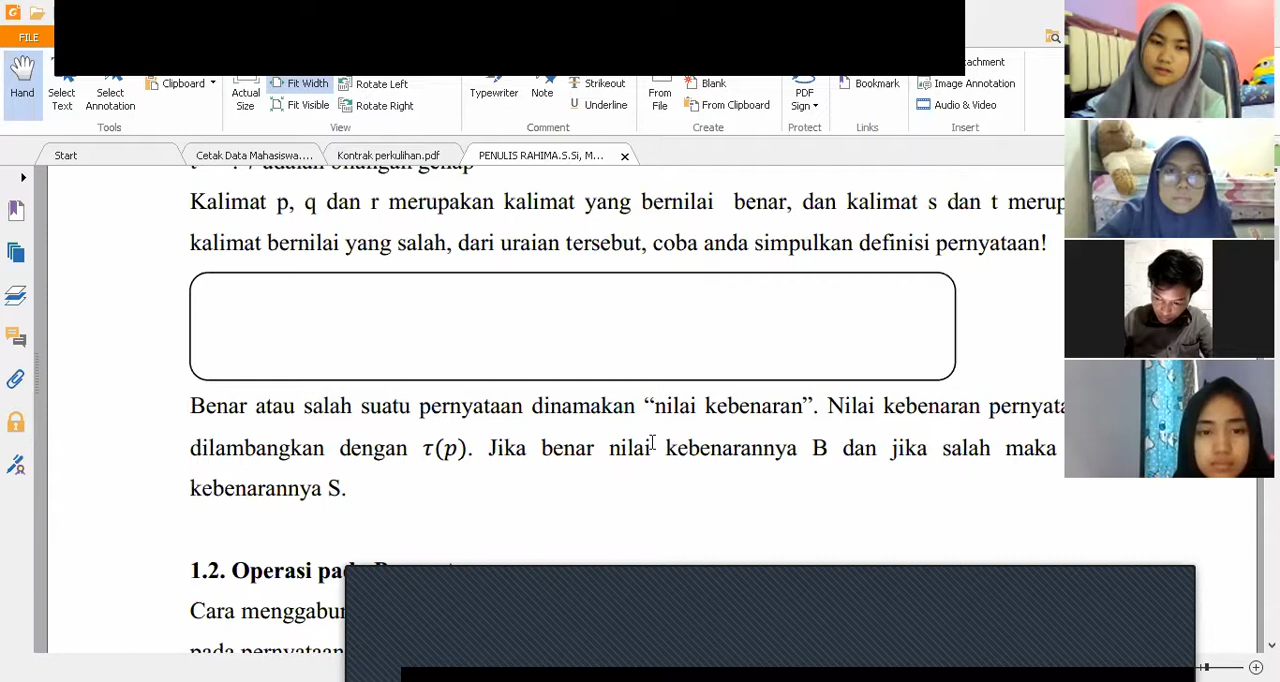 FILE
Hand
Select
Text
Select
Annotation
Clipboard
Tools
Actual
Size
Fit Width
Fit Visible
Rotate Left
Rotate Right
View
Typewriter
Note
Strikeout
Underline
Comment
From
File
Blank
From Clipboard
Create
PDF
Sign
Protect
Bookmark
Links
Image Annotation
Audio & Video
Insert
Start
Cetak Data Mahasiswa....
Kontrak perkulihan.pdf
PENULIS RAHIMA.S.Si, M...
Kalimat p, q dan r merupakan kalimat yang bernilai benar, dan kalimat s dan t
kalimat bernilai yang salah, dari uraian tersebut, coba anda simpulkan definisi pernyataan!
Benar atau salah suatu pernyataan dinamakan “nilai kebenaran”. Nilai kebenaran
dilambangkan dengan τ(p). Jika benar nilai kebenarannya B dan jika salah maka
kebenarannya S.
1.2. Operasi
Cara
pada pernyataan